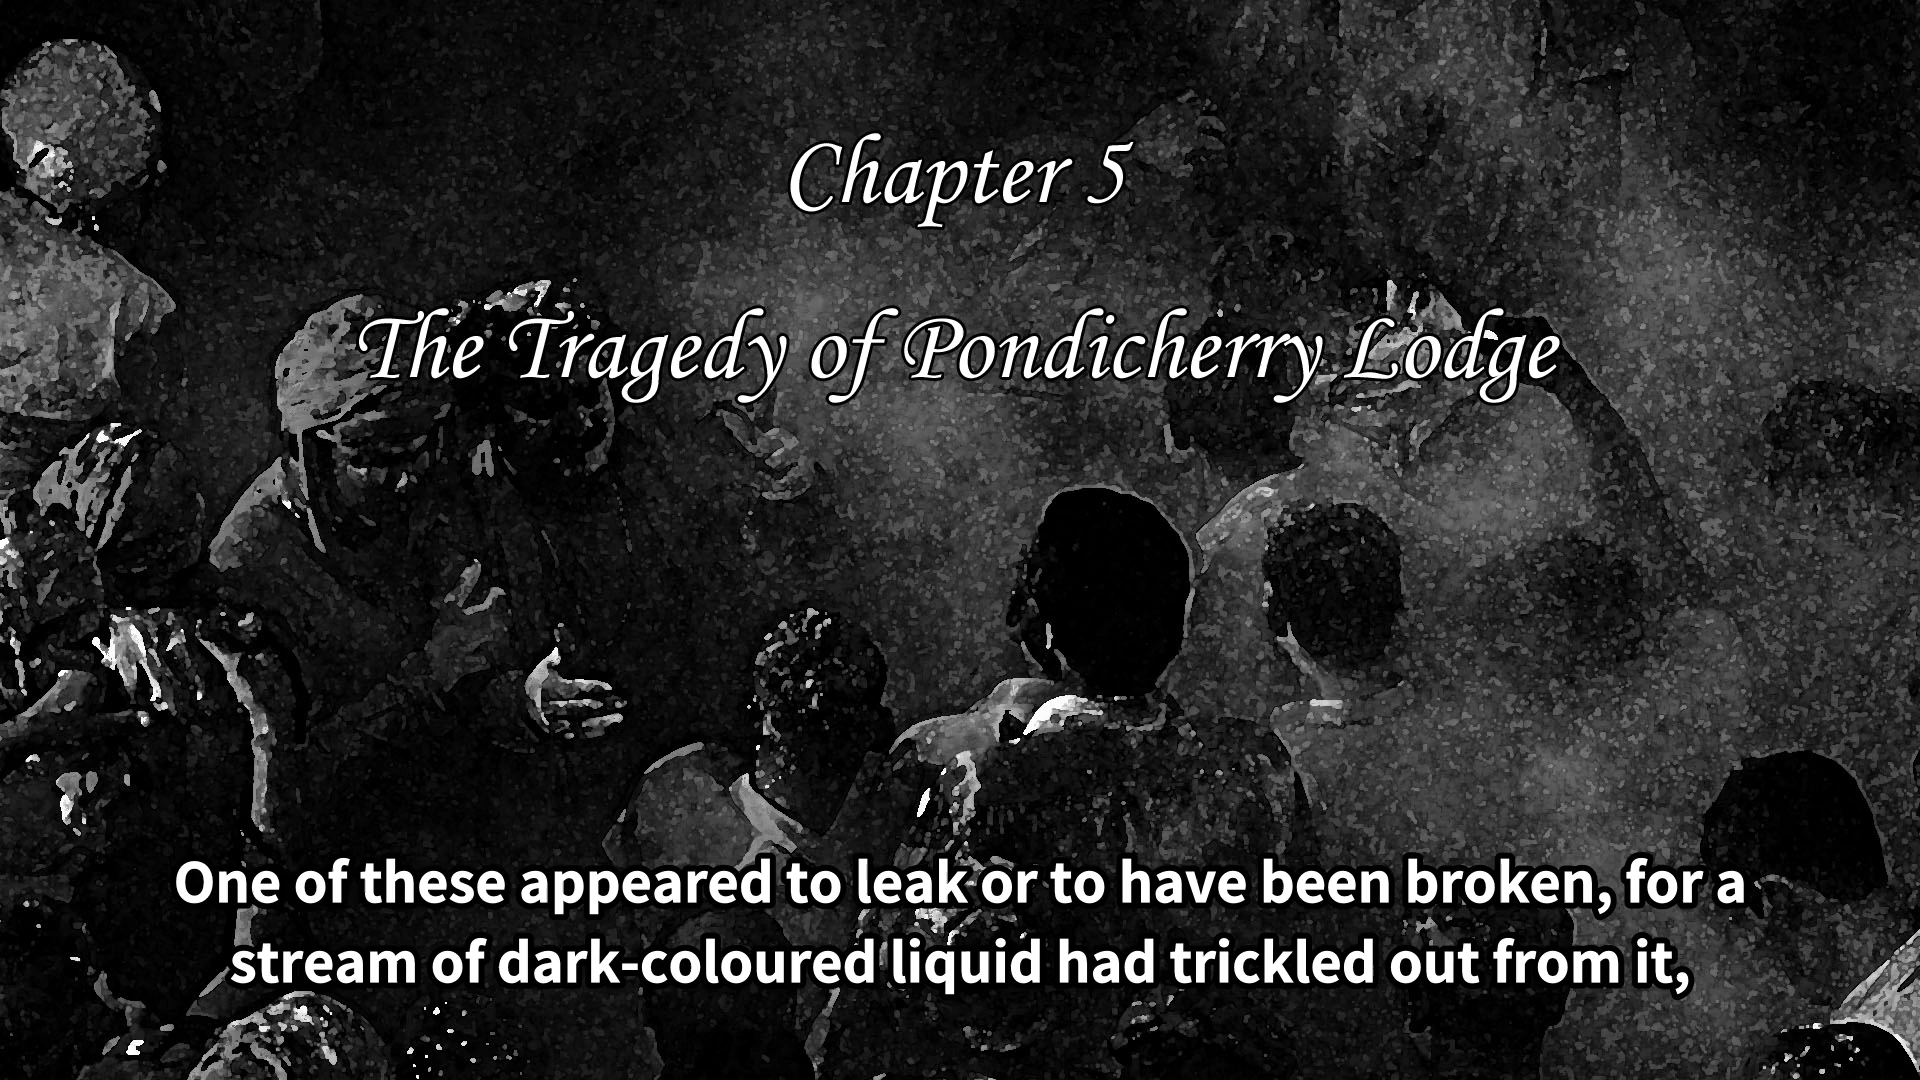 Chapter 5
The Tragedy of Pondicherry Lodge
One of these appeared to leak or to have been broken, for a
stream of dark-coloured liquid had trickled out from it,